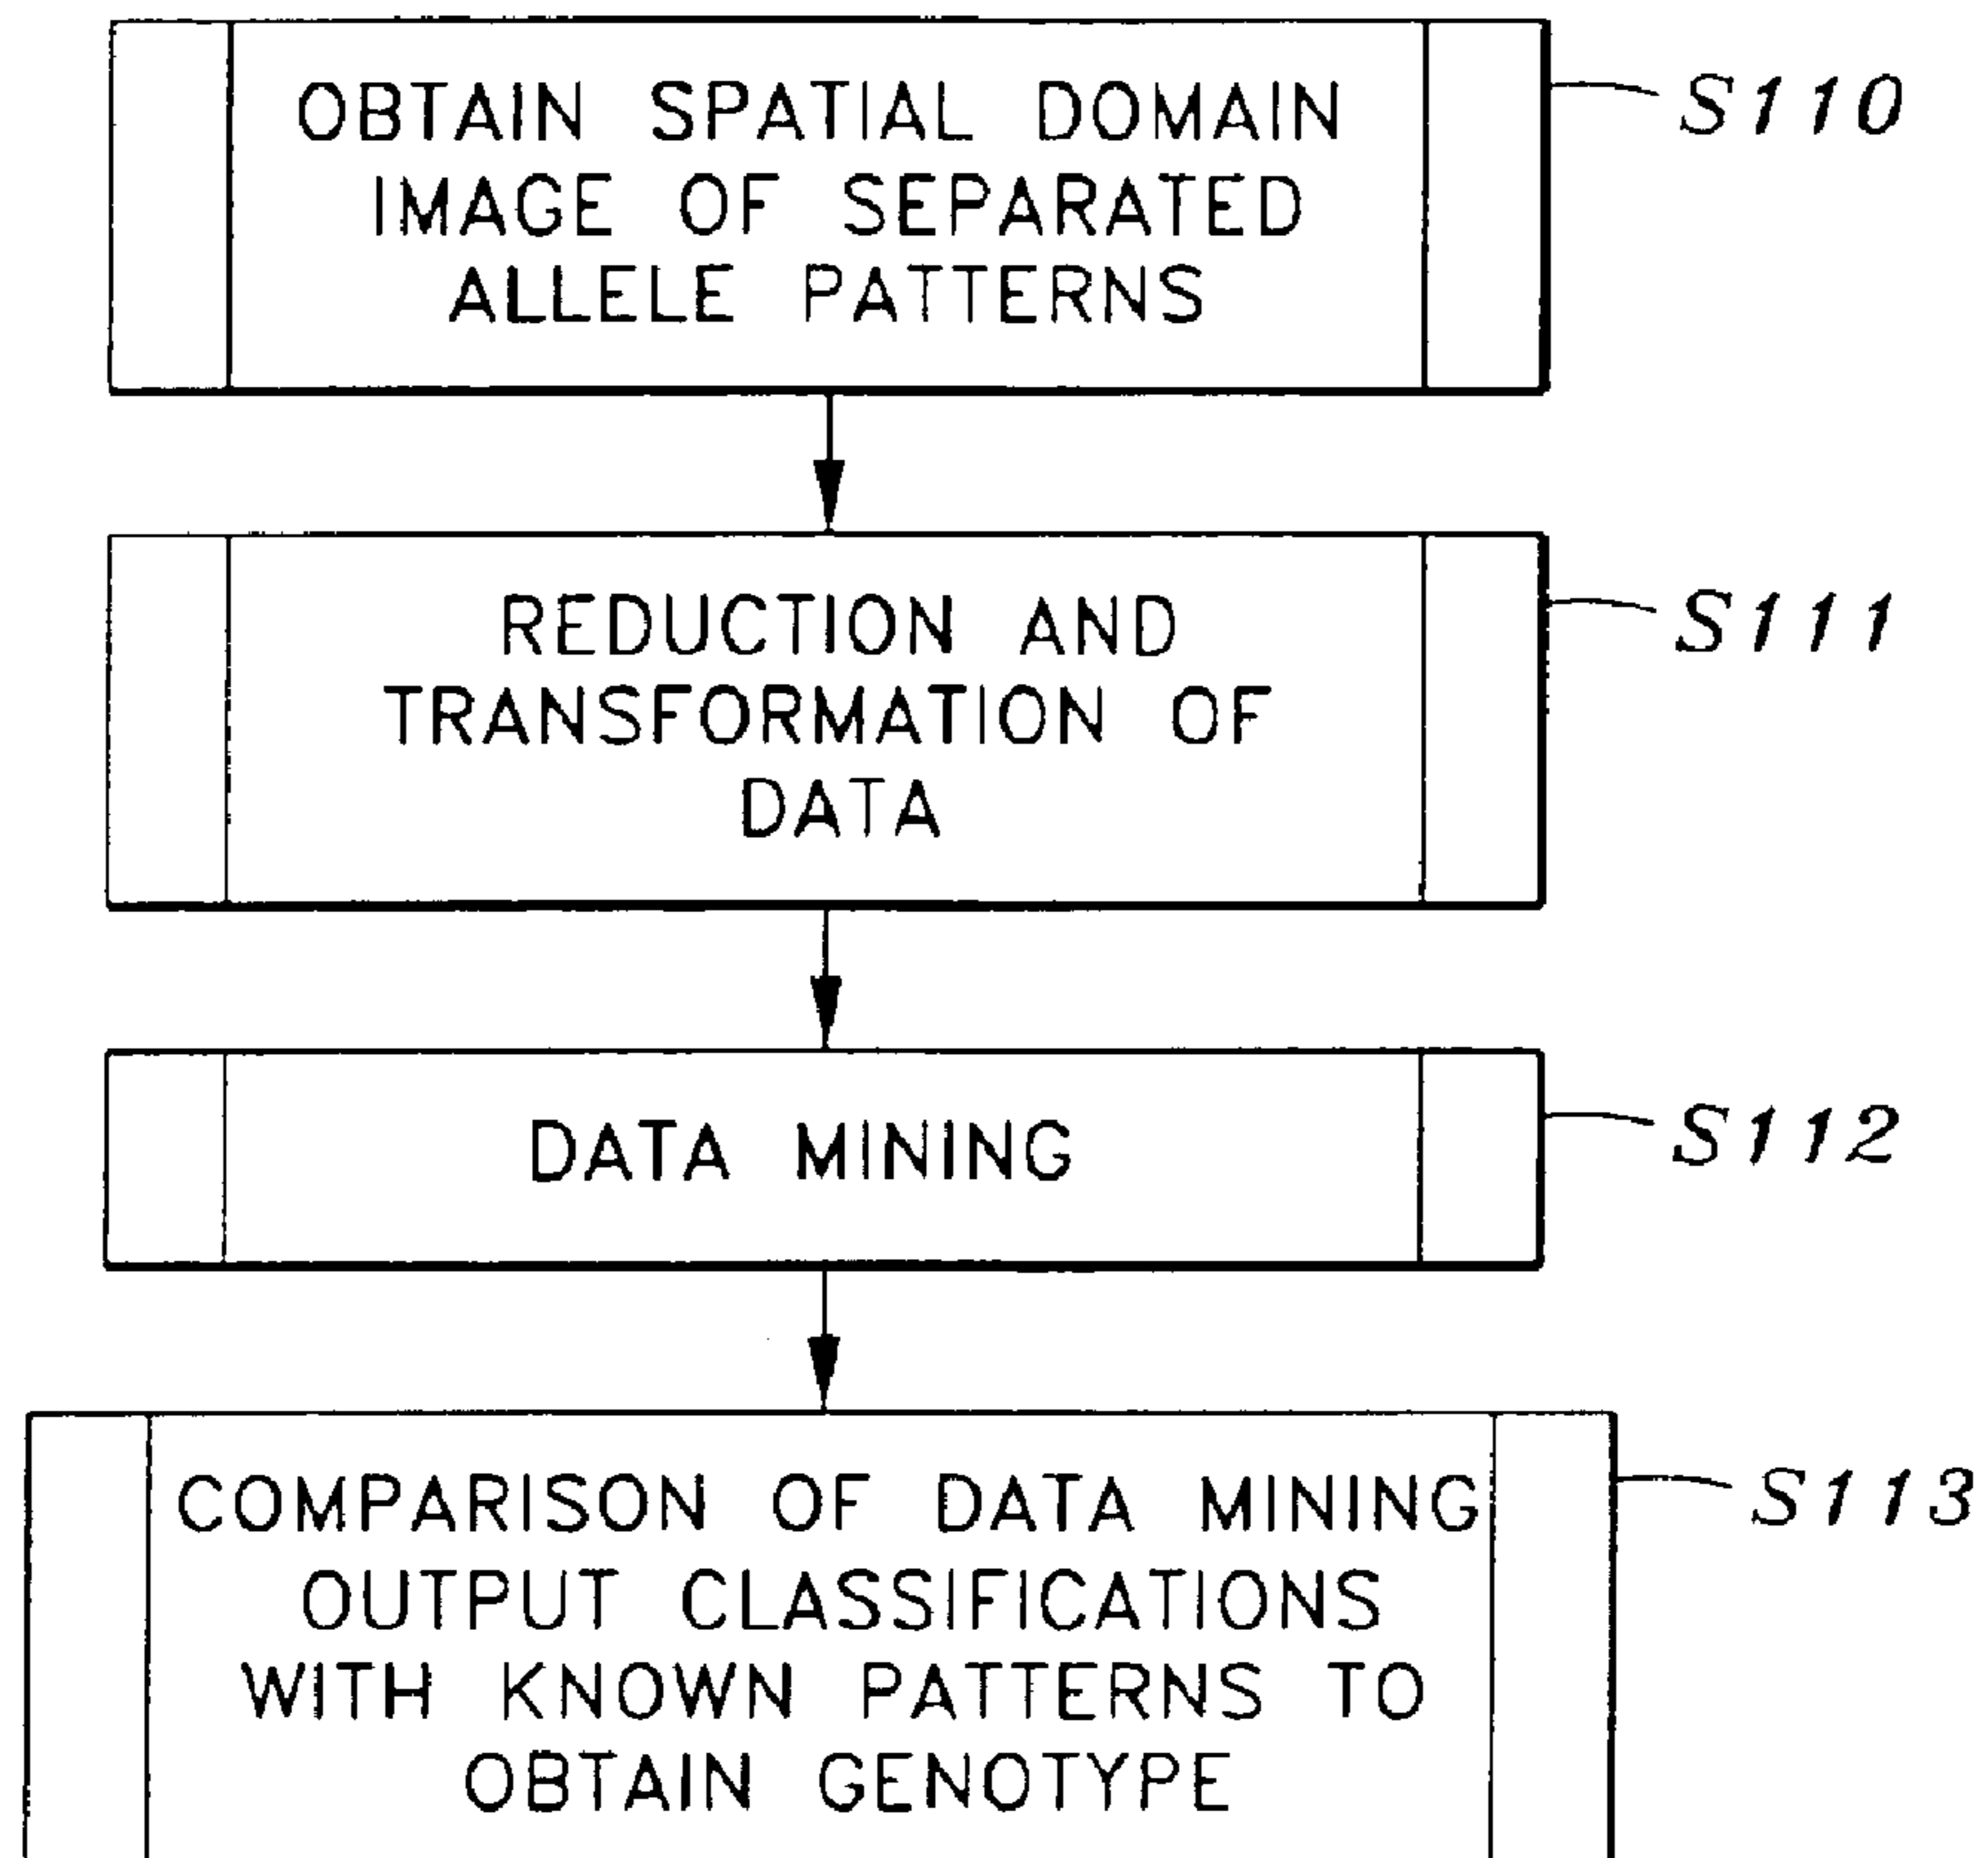 OBTAIN SPATIAL DOMAIN
IMAGE OF SEPARATED
ALLELE PATTERNS
S110
REDUCTION AND
TRANSFORMATION OF
DATA
S111
DATA MINING
S112
COMPARISON OF DATA MINING
OUTPUT CLASSIFICATIONS
WITH KNOWN PATTERNS TO
OBTAIN GENOTYPE
S113